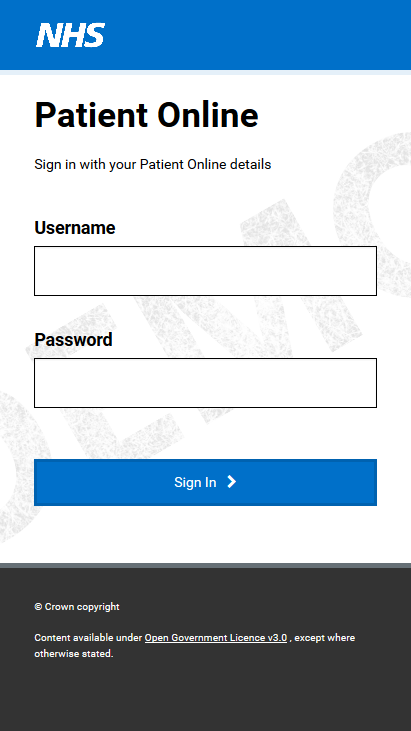 NHS
Patient Online
Sign in with your Patient Online details
Username
Password
Sign In
© Crown copyright
Content available under Open Government Licence v3.0 , except where
otherwise stated.
DEMO